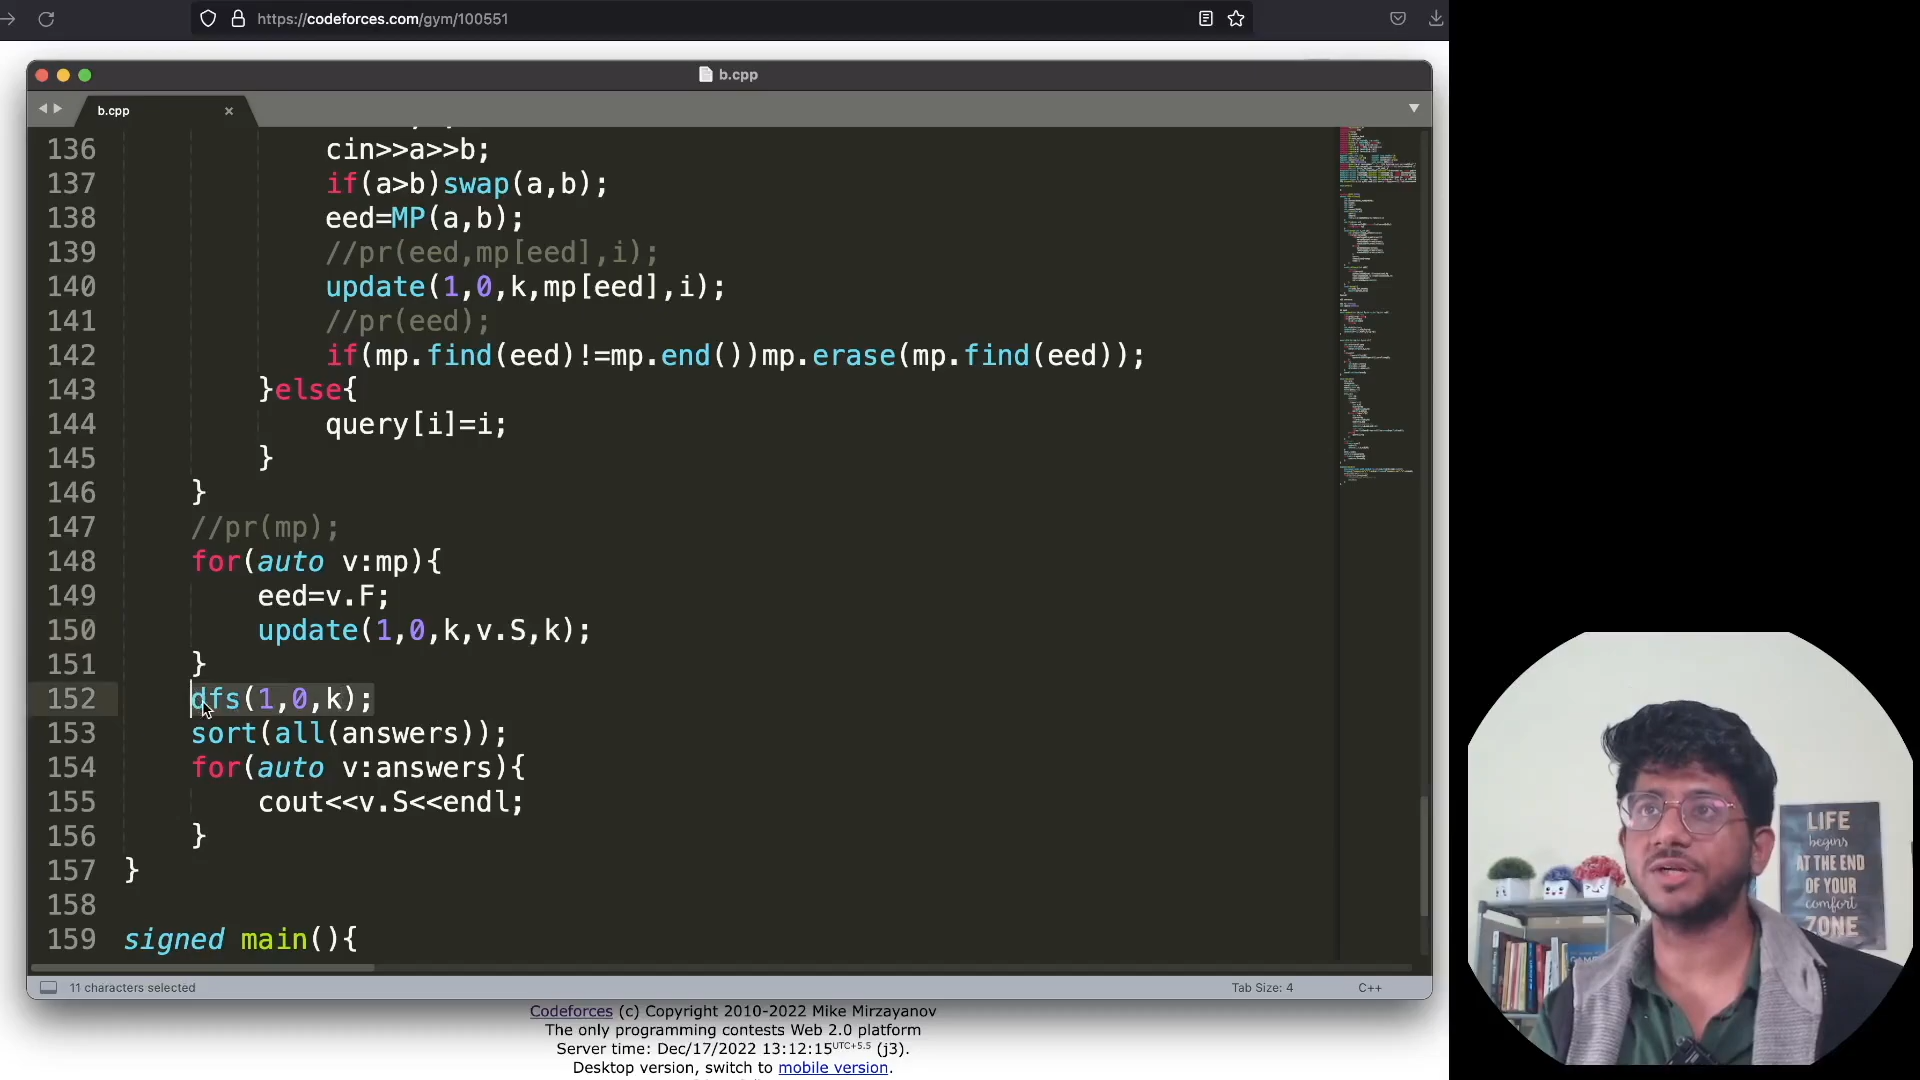 https://codeforces.com/gym/100551
b.cpp
b.cpp
136 cin>>a>>b;
137 if(a>b)swap(a,b);
138 eed=MP(a,b);
139 //pr(eed,mp[eed],i);
140 update(1,0,k,mp[eed],i);
141 //pr(eed);
142 if(mp.find(eed)!=mp.end())mp.erase(mp.find(eed));
143 }else{
144 query[i]=i;
145 }
146 }
147 //pr(mp);
148 for(auto v:mp){
149 eed=v.F;
150 update(1,0,k,v.S,k);
151 }
152 dfs(1,0,k);
153 sort(all(answers));
154 for(auto v:answers){
155 cout<<v.S<<endl;
156 }
157 }
158
159 signed main(){
11 characters selected
Tab Size: 4
C++
Codeforces (c) Copyright 2010-2022 Mike Mirzayanov
The only programming contests Web 2.0 platform
Server time: Dec/17/2022 13:12:15UTC+5.5 (j3).
Desktop version, switch to mobile version.
LIFE
begins
AT THE END
OF YOUR
comfort
ZONE